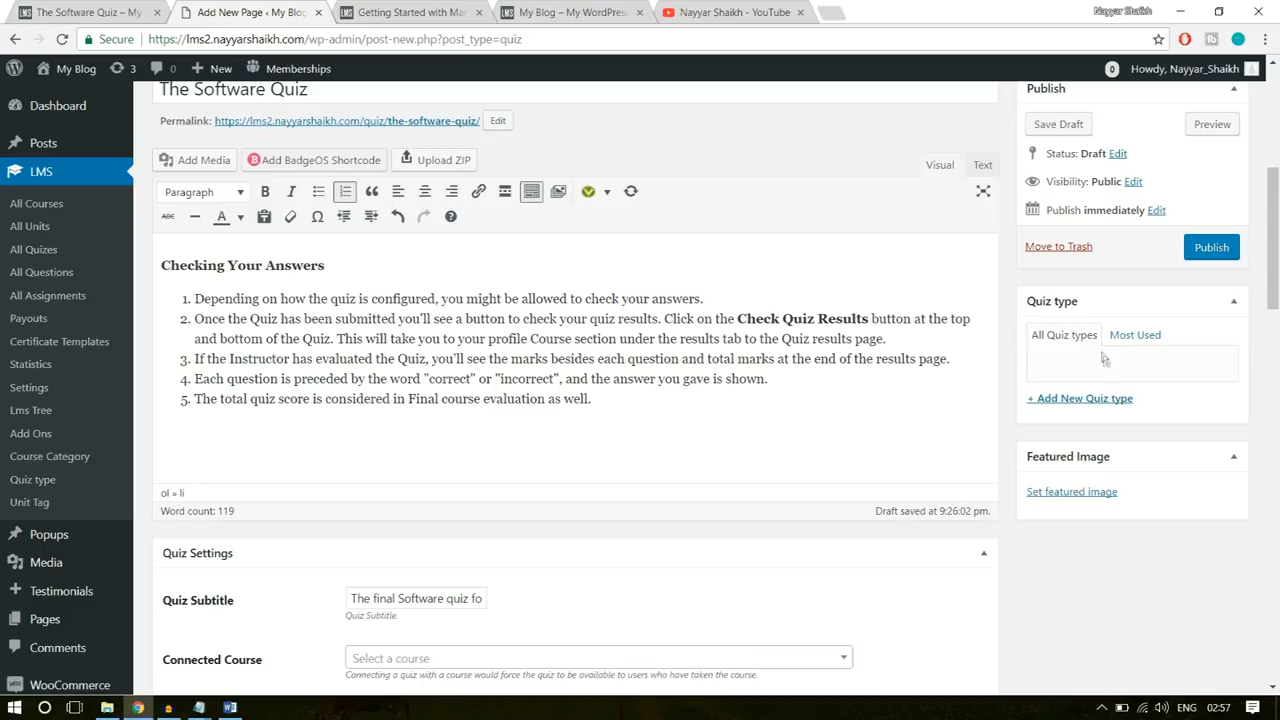 The Software Quiz – My
Add New Page ‹ My Blog
Getting Started with Mar
My Blog – My WordPress
Nayyar Shaikh - YouTube
Nayyar Shaikh
Secure
https://lms2.nayyarshaikh.com/wp-admin/post-new.php?post_type=quiz
My Blog
3
0
New
Memberships
0
Howdy, Nayyar_Shaikh
Dashboard
Posts
LMS
All Courses
All Units
All Quizes
All Questions
All Assignments
Payouts
Certificate Templates
Statistics
Settings
Lms Tree
Add Ons
Course Category
Quiz type
Unit Tag
Popups
Media
Testimonials
Pages
Comments
WooCommerce
The Software Quiz
Permalink: https://lms2.nayyarshaikh.com/quiz/the-software-quiz/ Edit
Add Media
Add BadgeOS Shortcode
Upload ZIP
Visual
Text
Paragraph
Checking Your Answers
1. Depending on how the quiz is configured, you might be allowed to check your answers.
2. Once the Quiz has been submitted you'll see a button to check your quiz results. Click on the Check Quiz Results button at the top
and bottom of the Quiz. This will take you to your profile Course section under the results tab to the Quiz results page.
3. If the Instructor has evaluated the Quiz, you'll see the marks besides each question and total marks at the end of the results page.
4. Each question is preceded by the word "correct" or "incorrect", and the answer you gave is shown.
5. The total quiz score is considered in Final course evaluation as well.
ol » li
Word count: 119
Draft saved at 9:26:02 pm.
Quiz Settings
Quiz Subtitle
The final Software quiz fo
Quiz Subtitle.
Connected Course
Select a course
Connecting a quiz with a course would force the quiz to be available to users who have taken the course.
Publish
Save Draft
Preview
Status: Draft Edit
Visibility: Public Edit
Publish immediately Edit
Move to Trash
Publish
Quiz type
All Quiz types
Most Used
+ Add New Quiz type
Featured Image
Set featured image
ENG
02:57